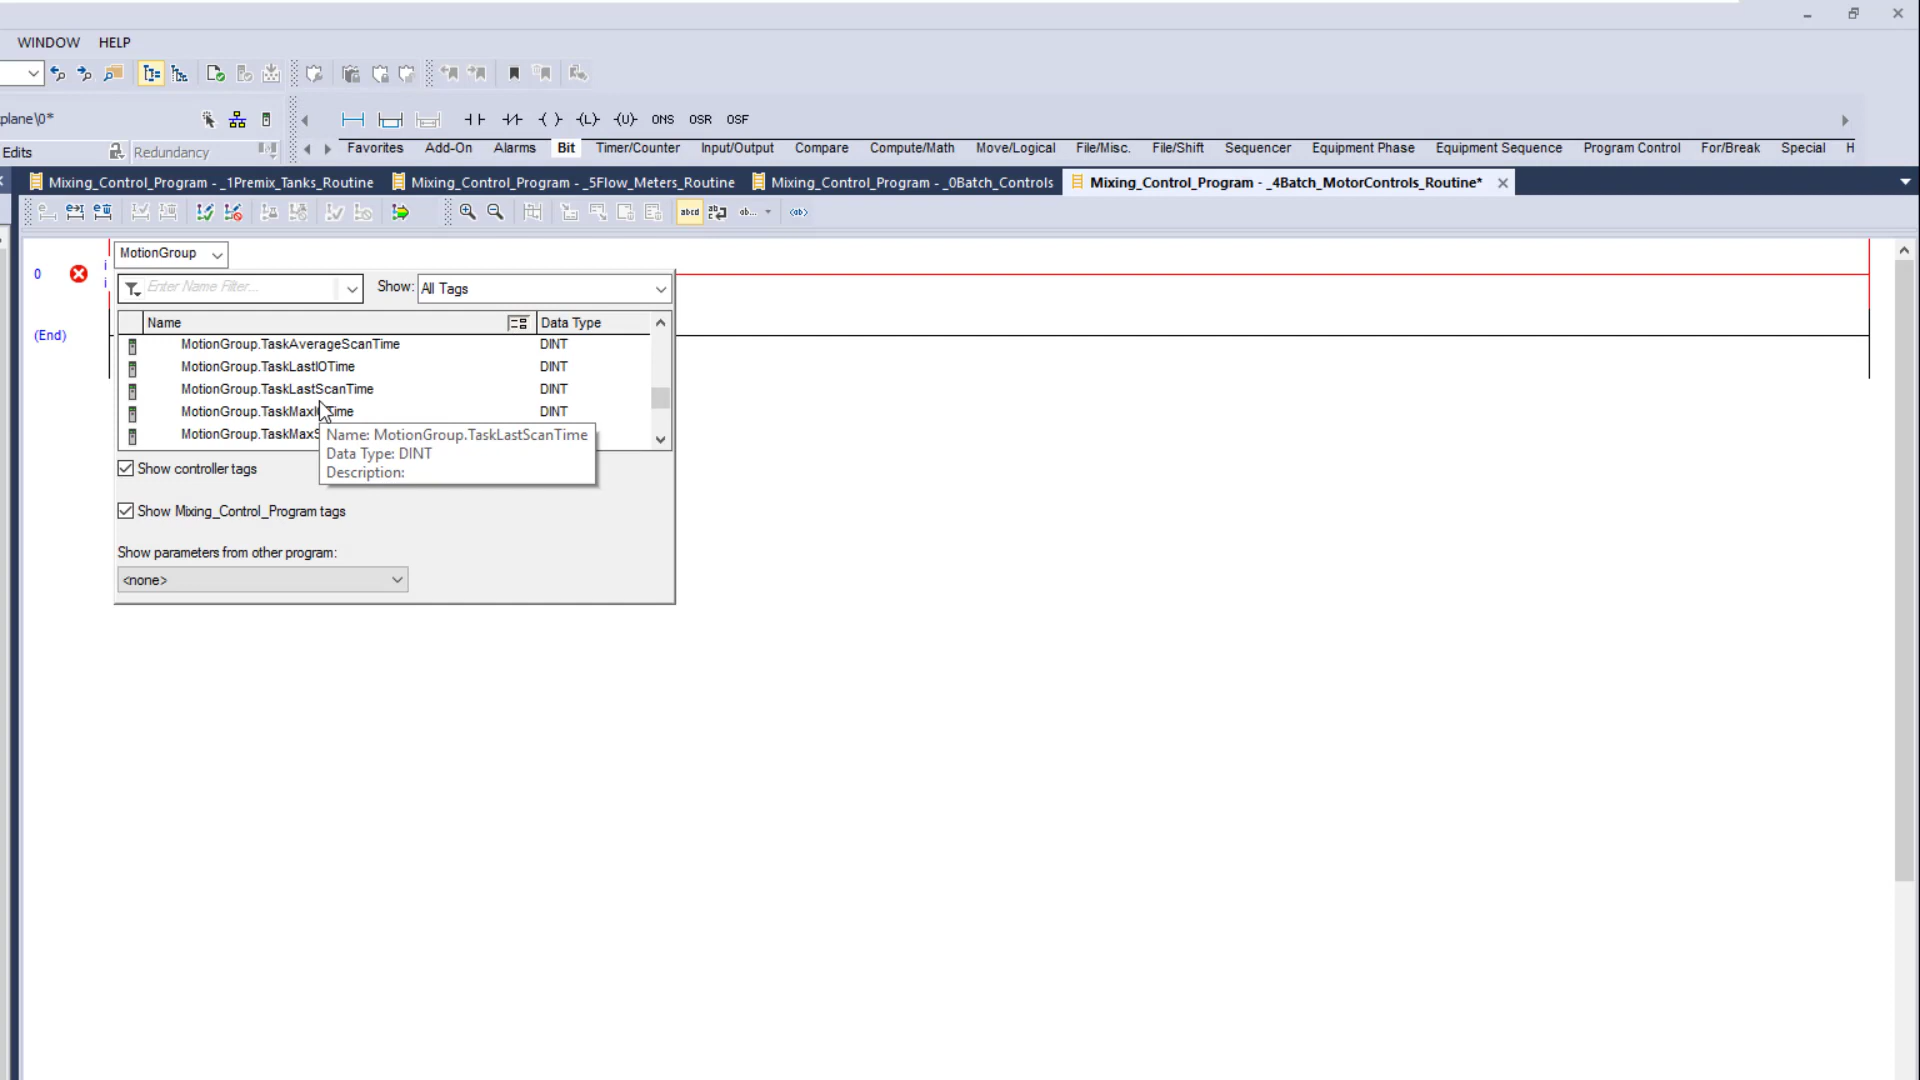 WINDOW HELP
plane\0*
ONS OSR OSF
Edits Redundancy Favorites Add-On Alarms Bit Timer/Counter Input/Output Compare Compute/Math Move/Logical File/Misc. File/Shift Sequencer Equipment Phase Equipment Sequence Program Control For/Break Special H
Mixing_Control_Program - _1Premix_Tanks_Routine Mixing_Control_Program - _5Flow_Meters_Routine Mixing_Control_Program - _0Batch_Controls Mixing_Control_Program - _4Batch_MotorControls_Routine*
abcd ab...
MotionGroup
0
Enter Name Filter... Show: All Tags
Name Data Type
(End)
MotionGroup.TaskAverageScanTime DINT
MotionGroup.TaskLastIOTime DINT
MotionGroup.TaskLastScanTime DINT
MotionGroup.TaskMaxIOTime DINT
MotionGroup.TaskMaxS
Name: MotionGroup.TaskLastScanTime
Data Type: DINT
Description:
Show controller tags
Show Mixing_Control_Program tags
Show parameters from other program:
<none>